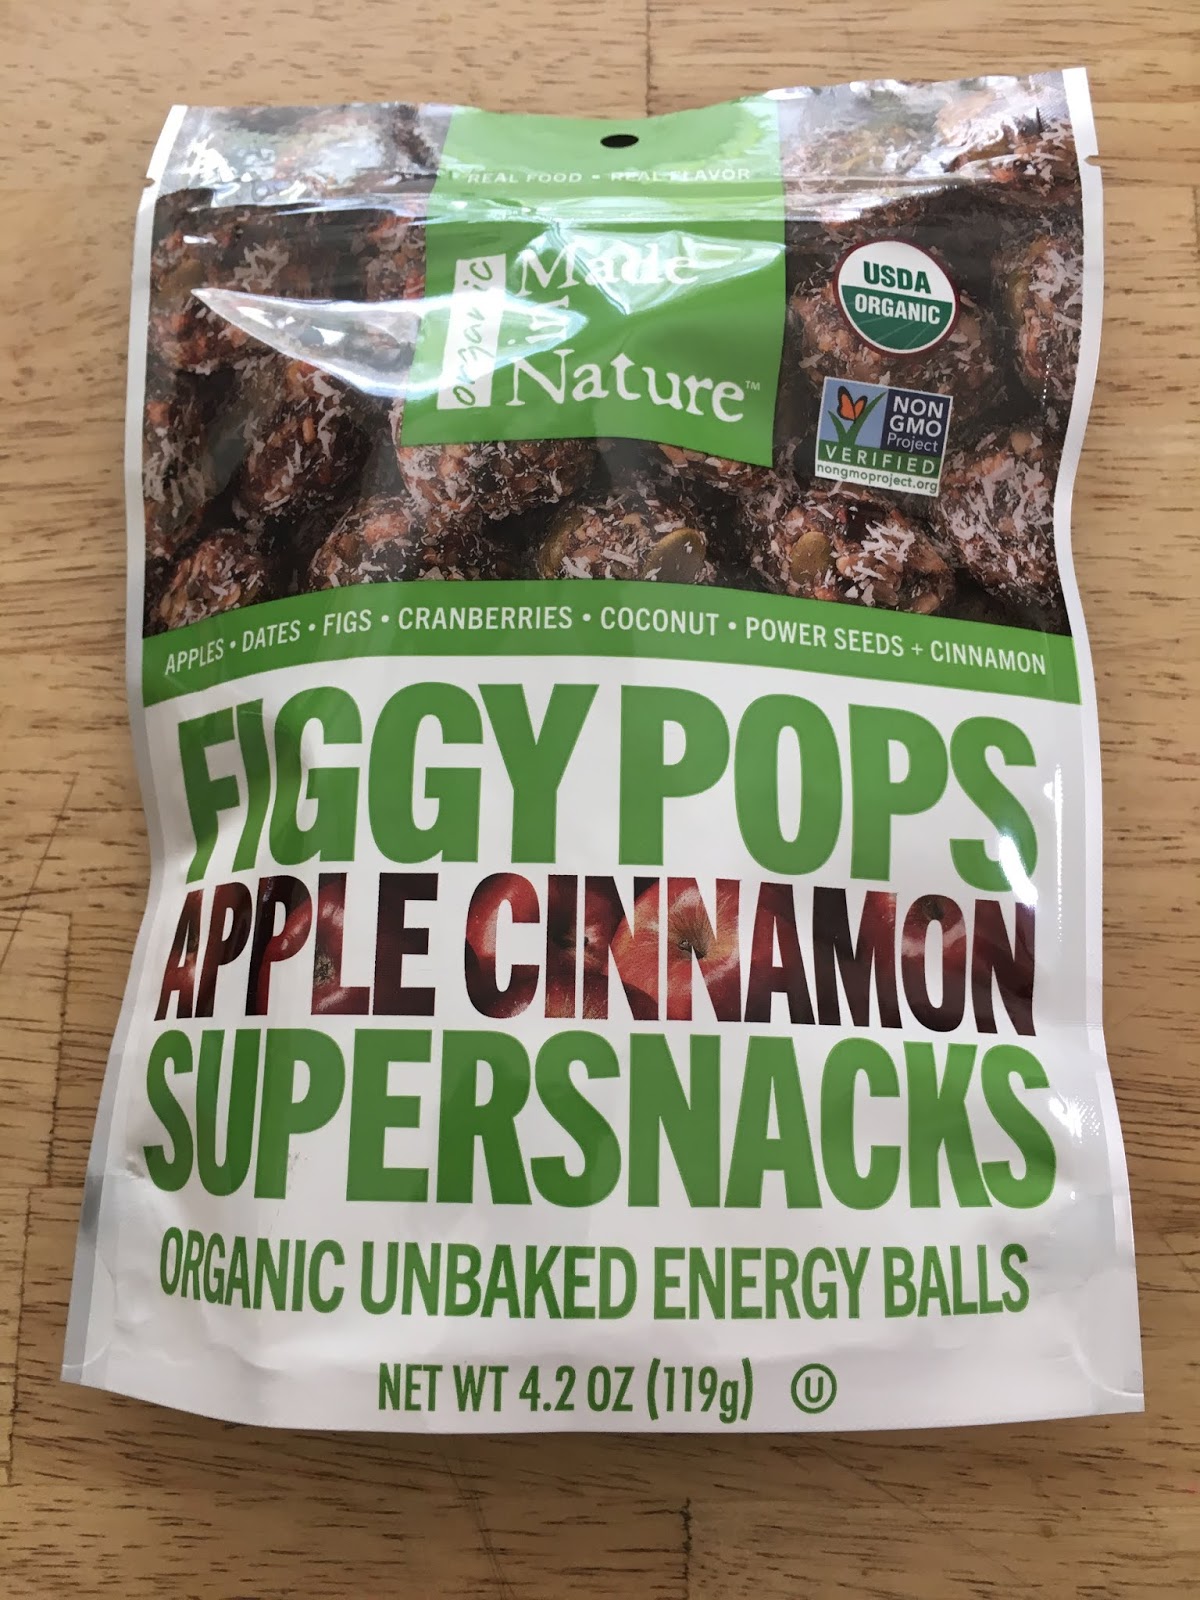 REAL FOOD • REAL FLAVOR
organic
Made
in
Nature™
USDA
ORGANIC
NON
GMO
Project
VERIFIED
nongmoproject.org
APPLES • DATES • FIGS • CRANBERRIES • COCONUT • POWER SEEDS + CINNAMON
FIGGY POPS
APPLE CINNAMON
SUPERSNACKS
ORGANIC UNBAKED ENERGY BALLS
NET WT 4.2 OZ (119g) U